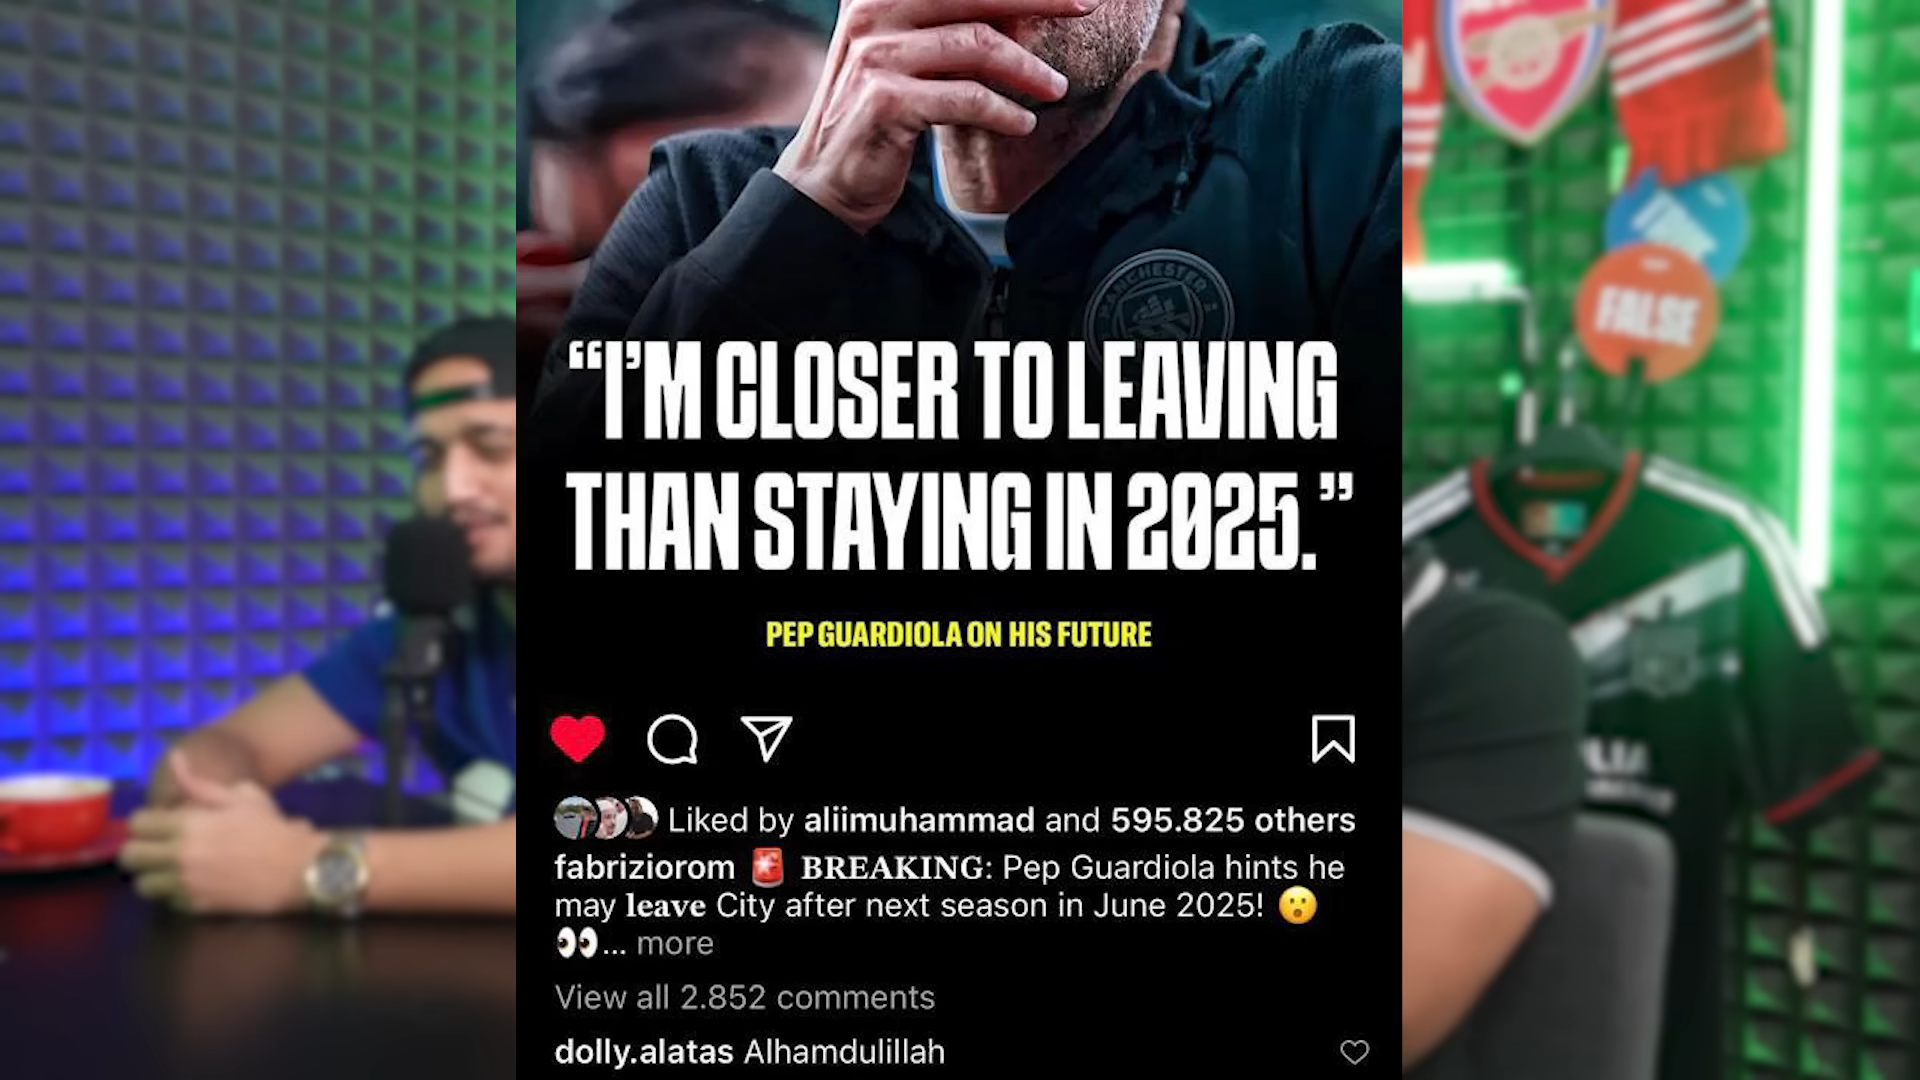 MANCHESTER
“I’M CLOSER TO LEAVING
THAN STAYING IN 2025.”
PEP GUARDIOLA ON HIS FUTURE
Liked by aliimuhammad and 595.825 others
fabriziorom 🚨 BREAKING: Pep Guardiola hints he
may leave City after next season in June 2025! 😮
👀... more
View all 2.852 comments
dolly.alatas Alhamdulillah
FALSE